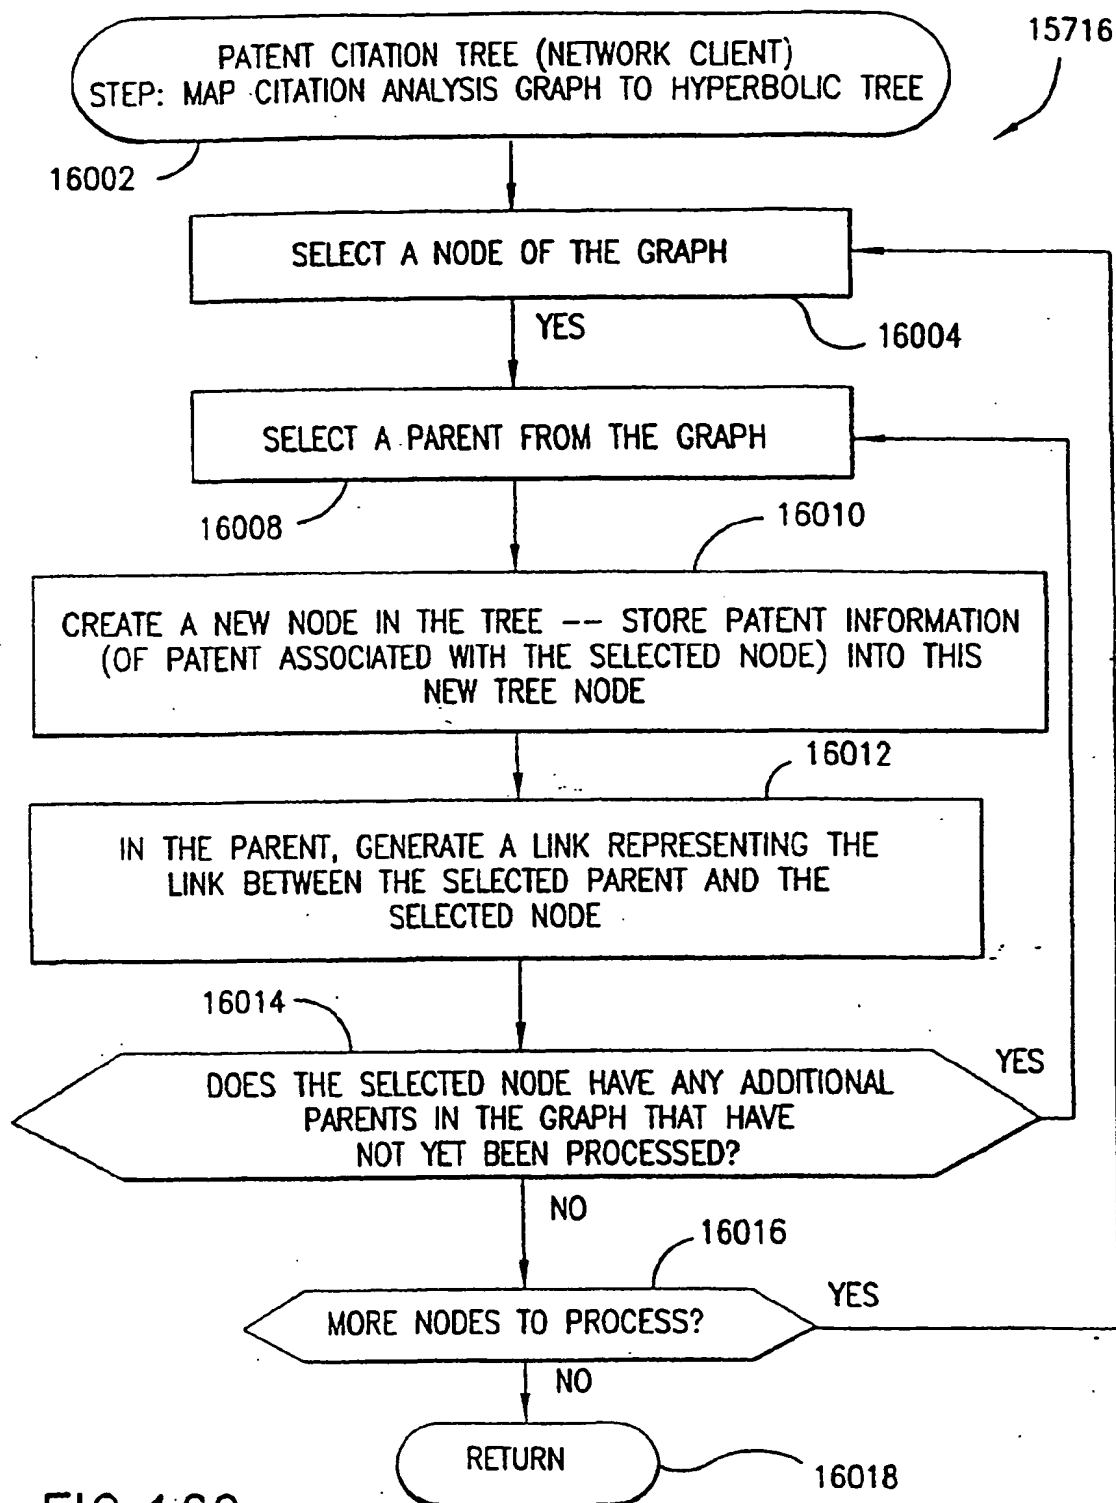 15716
PATENT CITATION TREE (NETWORK CLIENT)
STEP: MAP CITATION ANALYSIS GRAPH TO HYPERBOLIC TREE
16002
SELECT A NODE OF THE GRAPH
YES
16004
SELECT A PARENT FROM THE GRAPH
16008
16010
CREATE A NEW NODE IN THE TREE -- STORE PATENT INFORMATION
(OF PATENT ASSOCIATED WITH THE SELECTED NODE) INTO THIS
NEW TREE NODE
16012
IN THE PARENT, GENERATE A LINK REPRESENTING THE
LINK BETWEEN THE SELECTED PARENT AND THE
SELECTED NODE
16014
YES
DOES THE SELECTED NODE HAVE ANY ADDITIONAL
PARENTS IN THE GRAPH THAT HAVE
NOT YET BEEN PROCESSED?
NO
16016
YES
MORE NODES TO PROCESS?
NO
RETURN
16018
FIG.160